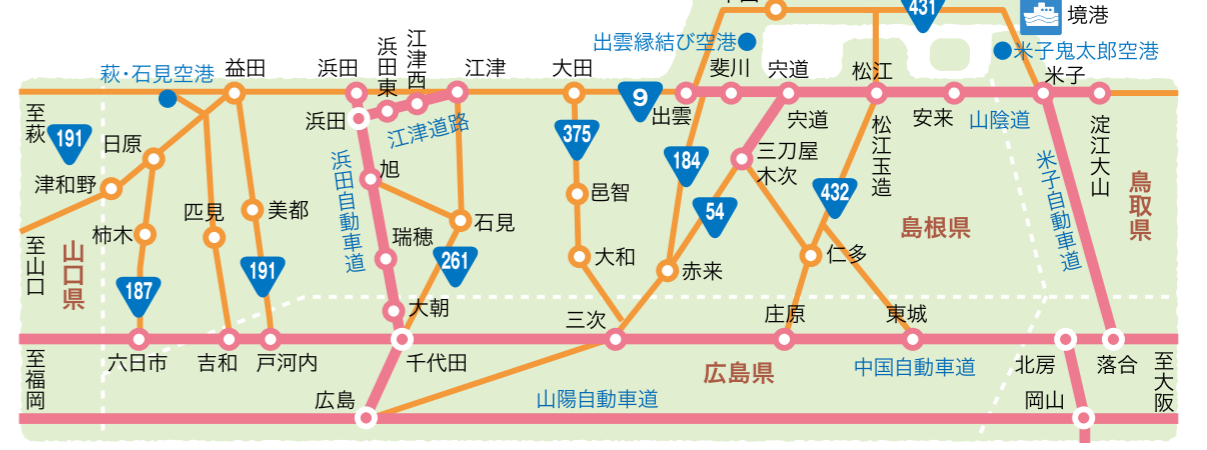 431
境港
出雲縁結び空港
米子鬼太郎空港
江津西
浜田東
萩・石見空港
益田
浜田
江津
大田
斐川
宍道
松江
米子
9
至萩
191
日原
浜田
江津道路
375
出雲
宍道
松江玉造
安来
山陰道
淀江大山
津和野
浜田自動車道
旭
184
三刀屋
木次
432
米子自動車道
鳥取県
柿木
匹見
美都
石見
邑智
54
島根県
至山口
山口県
瑞穂
261
大和
赤来
仁多
187
191
大朝
三次
庄原
東城
至福岡
六日市
吉和
戸河内
千代田
広島県
中国自動車道
北房
落合
至大阪
広島
山陽自動車道
岡山